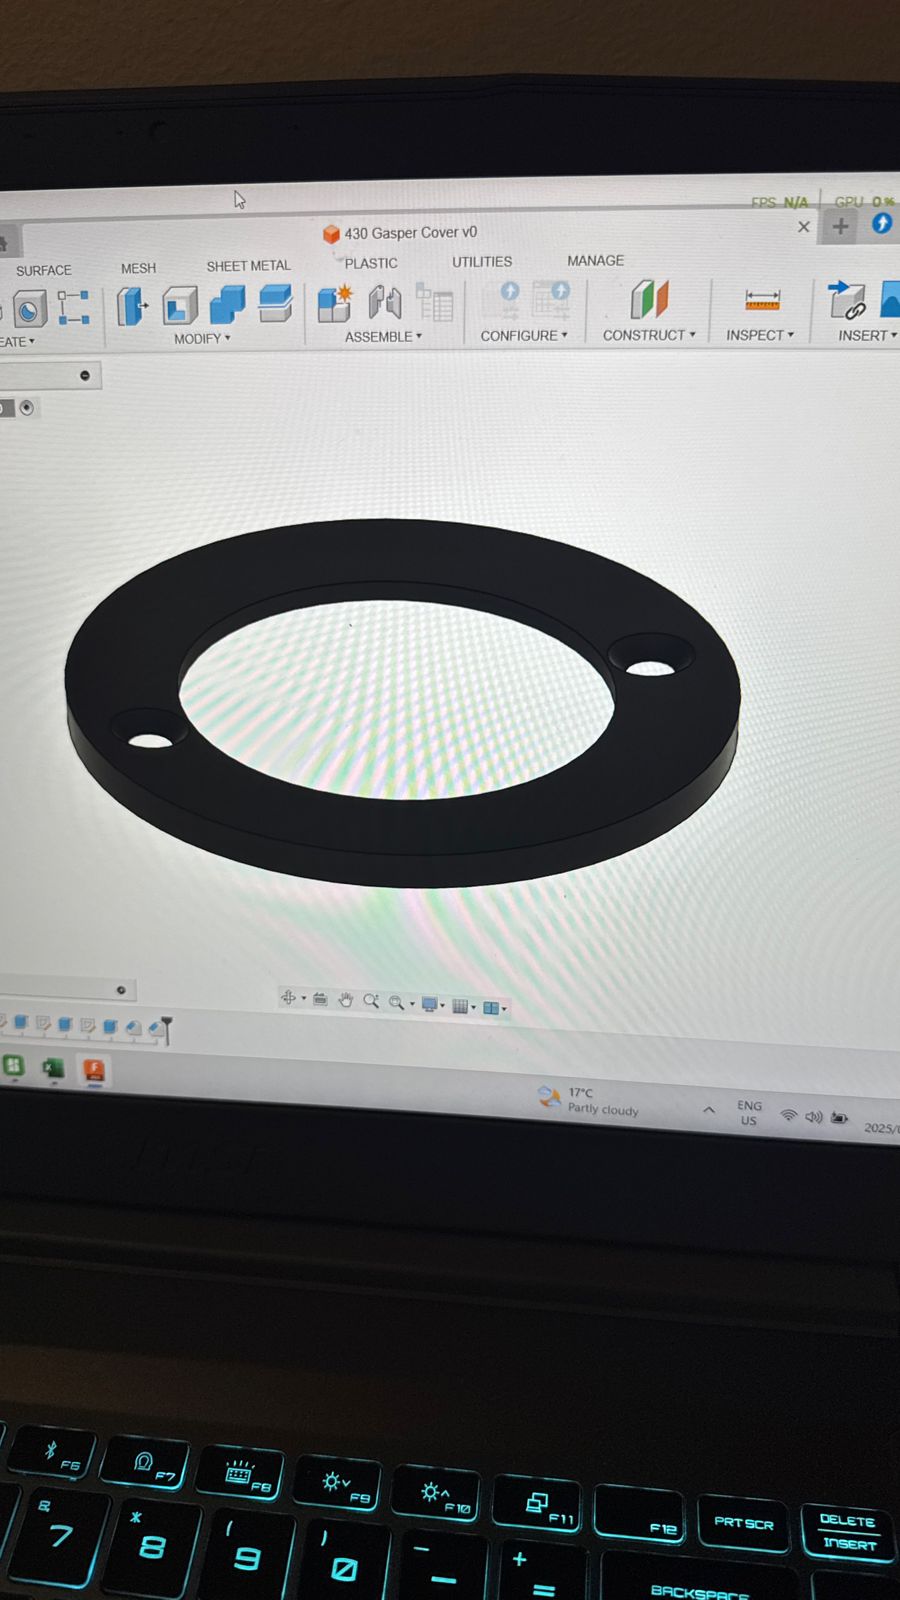 FPS N/A GPU 0%
430 Gasper Cover v0
SURFACE MESH SHEET METAL PLASTIC UTILITIES MANAGE
EATE MODIFY ASSEMBLE CONFIGURE CONSTRUCT INSPECT INSERT
17°C
Partly cloudy
ENG
US
2025/
F6 F7 F8 F9 F10 F11 F12 PRTSCR DELETE
INSERT
& 7 * 8 ( 9 ) 0 – + =
BACKSPACE